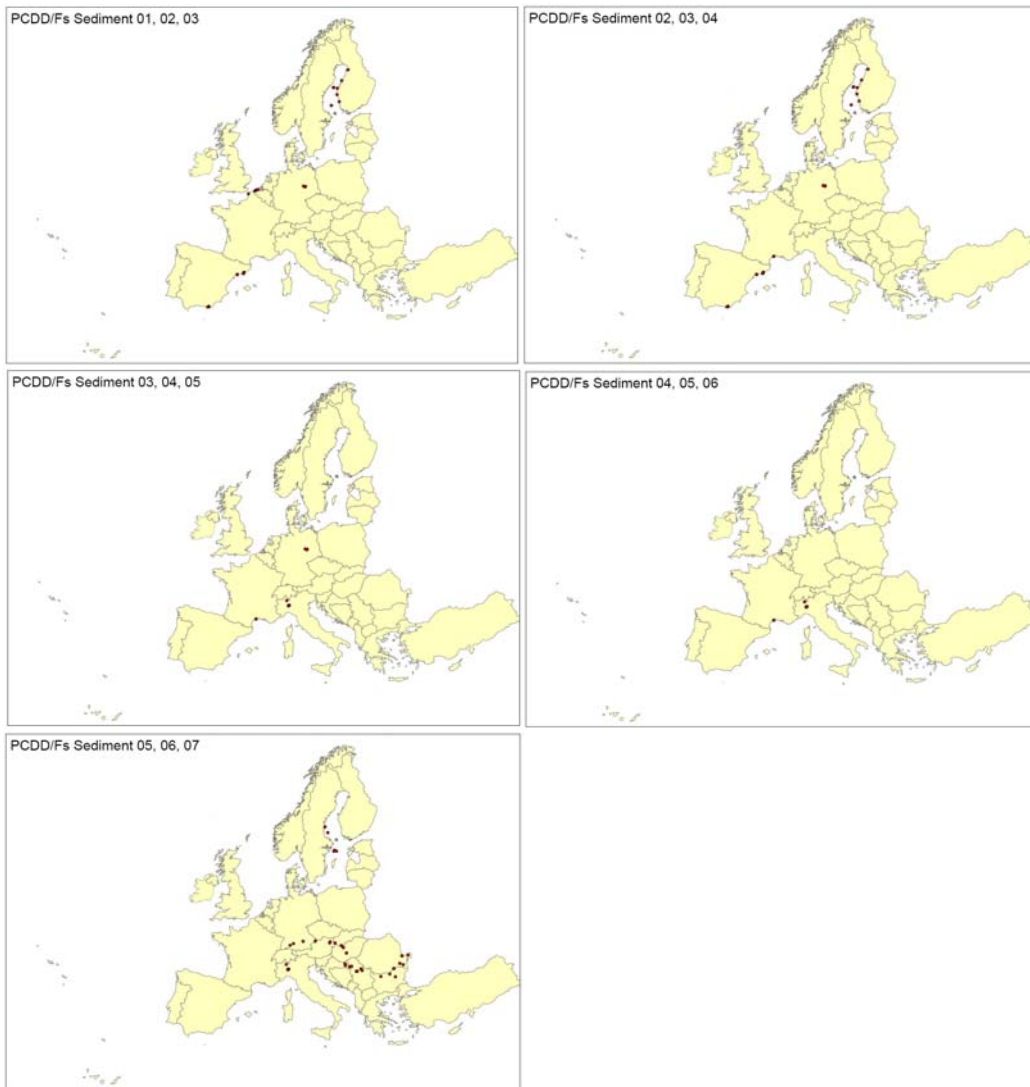 PCDD/Fs Sediment 01, 02, 03
PCDD/Fs Sediment 02, 03, 04
PCDD/Fs Sediment 03, 04, 05
PCDD/Fs Sediment 04, 05, 06
PCDD/Fs Sediment 05, 06, 07